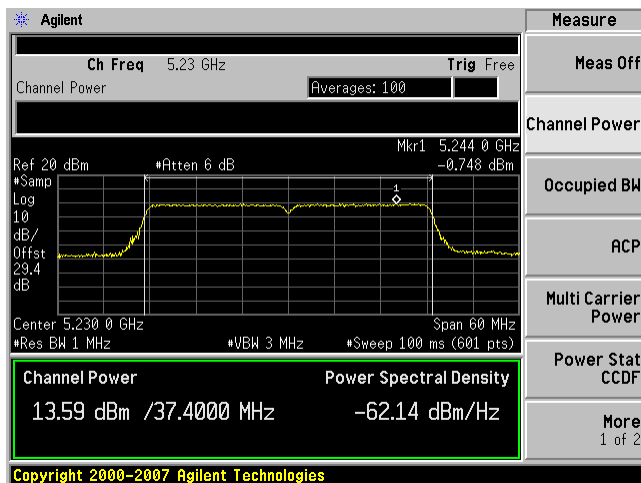 Agilent
Measure
Ch Freq 5.23 GHz Trig Free
Channel Power Averages: 100
Mkr1 5.244 0 GHz
Ref 20 dBm #Atten 6 dB -0.748 dBm
#Samp
Log
10
dB/
Offst
29.4
dB
1
Center 5.230 0 GHz Span 60 MHz
#Res BW 1 MHz #VBW 3 MHz #Sweep 100 ms (601 pts)
Channel Power Power Spectral Density
13.59 dBm /37.4000 MHz -62.14 dBm/Hz
Meas Off
Channel Power
Occupied BW
ACP
Multi Carrier
Power
Power Stat
CCDF
More
1 of 2
Copyright 2000-2007 Agilent Technologies